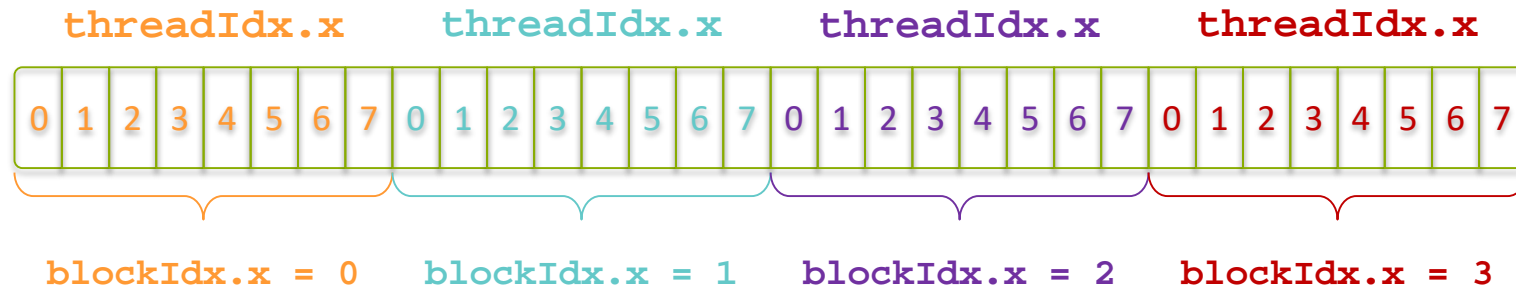 threadIdx.x threadIdx.x threadIdx.x threadIdx.x
0 1 2 3 4 5 6 7 0 1 2 3 4 5 6 7 0 1 2 3 4 5 6 7 0 1 2 3 4 5 6 7
blockIdx.x = 0 blockIdx.x = 1 blockIdx.x = 2 blockIdx.x = 3